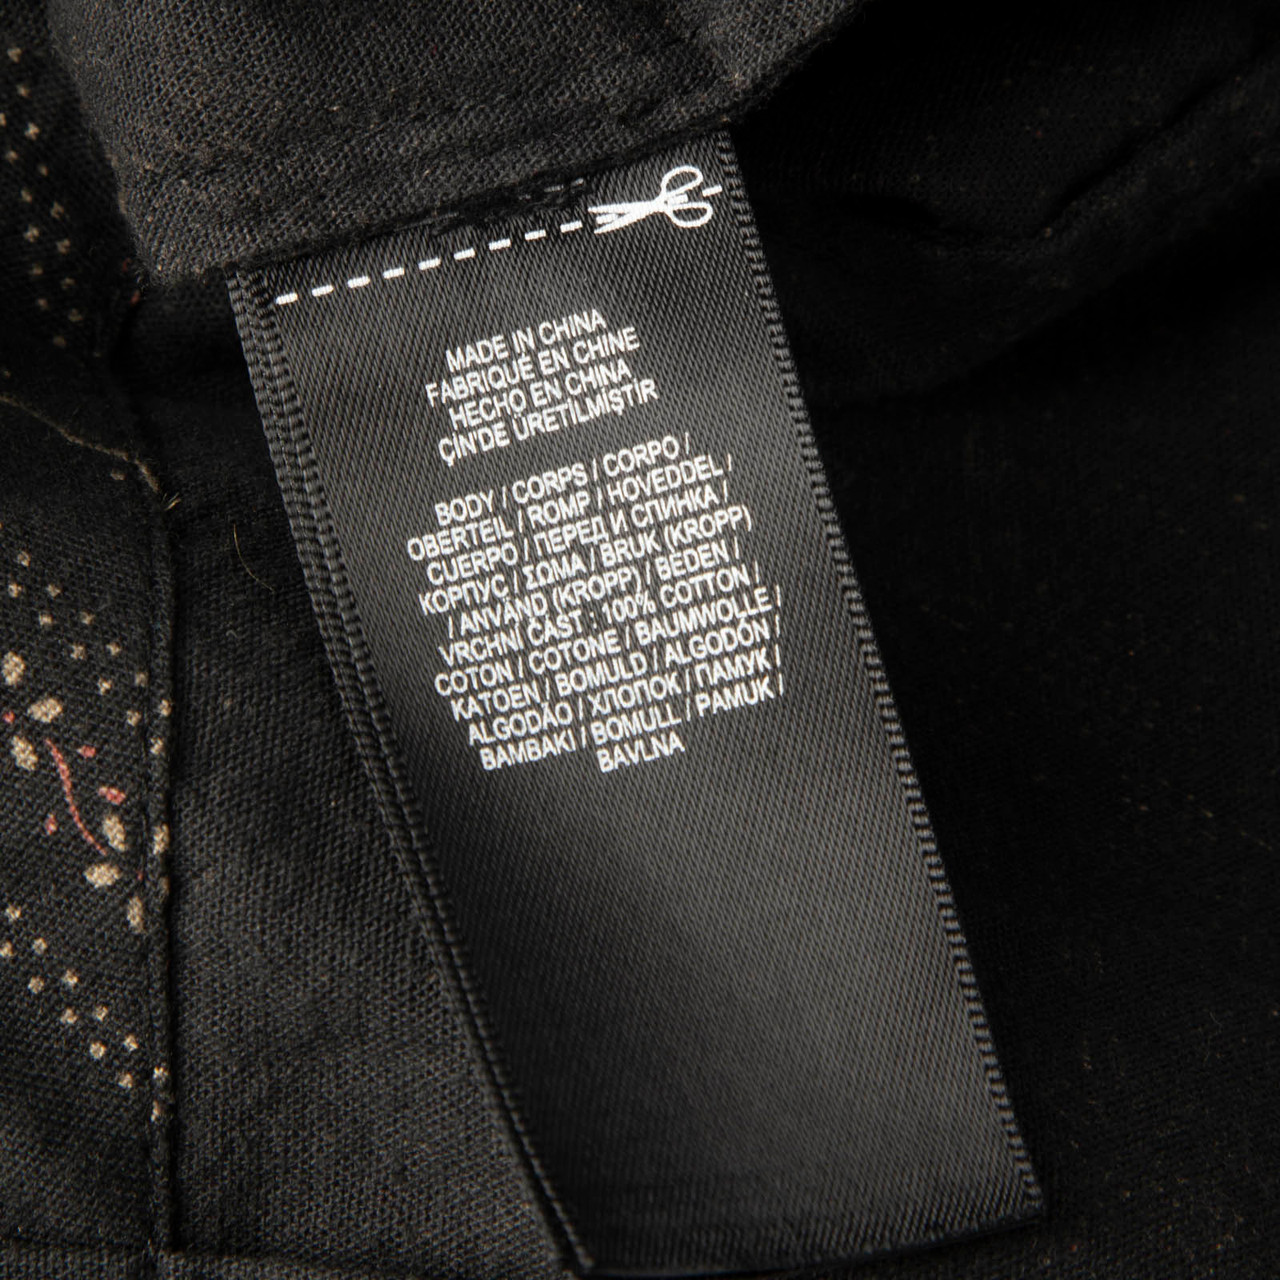 MADE IN CHINA
FABRIQUÉ EN CHINE
HECHO EN CHINA
ÇİN'DE ÜRETİLMİŞTİR
BODY / CORPS / CORPO /
OBERTEIL / ROMP / HOVEDDEL /
CUERPO / ПЕРЕД И СПИНКА /
КОРПУС / ΣΩΜΑ / BRUK (KROPP)
/ ANVÄND (KROPP) / BEDEN /
VRCHNÍ ČÁST : 100% COTTON /
COTON / COTONE / BAUMWOLLE /
KATOEN / BOMULD / ALGODÓN /
ALGODÃO / ХЛОПОК / ПАМУК /
ΒΑΜΒΑΚΙ / BOMULL / PAMUK /
BAVLNA